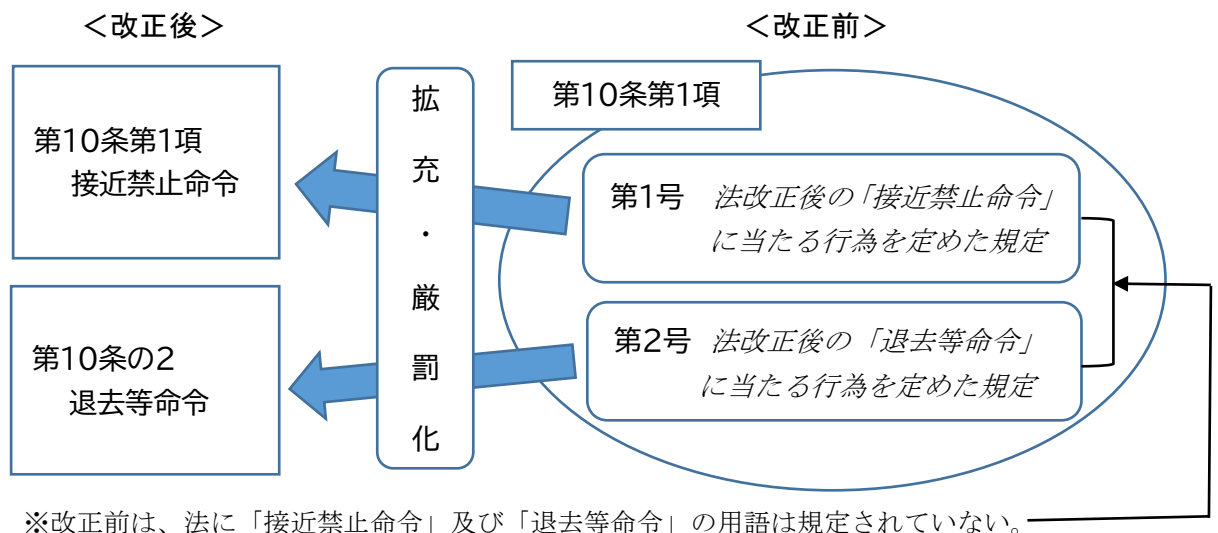 ＜改正後＞
＜改正前＞
第10条第1項
接近禁止命令
第10条の2
退去等命令
拡充・厳罰化
第10条第1項
第1号 法改正後の「接近禁止命令」
に当たる行為を定めた規定
第2号 法改正後の「退去等命令」
に当たる行為を定めた規定
※改正前は、法に「接近禁止命令」及び「退去等命令」の用語は規定されていない。